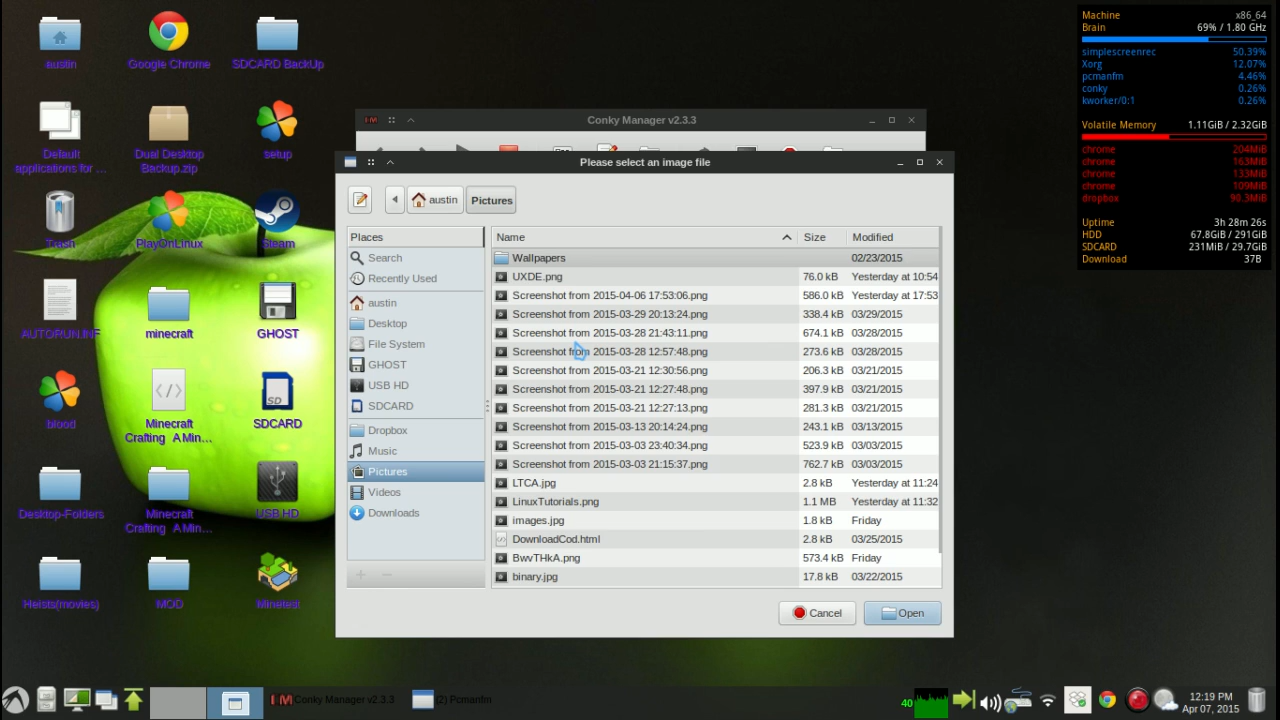 austin
Google Chrome
SDCARD BackUp
Default
applications for ...
Dual Desktop
Backup.zip
setup
Trash
PlayOnLinux
Steam
AUTORUN.INF
minecraft
GHOST
blood
Minecraft
Crafting A Min...
SD
SDCARD
Desktop-Folders
Minecraft
Crafting A Min...
USB HD
Heists(movies)
MOD
Minetest
Conky Manager v2.3.3
Please select an image file
austin
Pictures
Places
Search
Recently Used
austin
Desktop
File System
GHOST
USB HD
SDCARD
Dropbox
Music
Pictures
Videos
Downloads
Name Size Modified
Wallpapers 02/23/2015
UXDE.png 76.0 kB Yesterday at 10:54
Screenshot from 2015-04-06 17:53:06.png 586.0 kB Yesterday at 17:53
Screenshot from 2015-03-29 20:13:24.png 338.4 kB 03/29/2015
Screenshot from 2015-03-28 21:43:11.png 674.1 kB 03/28/2015
Screenshot from 2015-03-28 12:57:48.png 273.6 kB 03/28/2015
Screenshot from 2015-03-21 12:30:56.png 206.3 kB 03/21/2015
Screenshot from 2015-03-21 12:27:48.png 397.9 kB 03/21/2015
Screenshot from 2015-03-21 12:27:13.png 281.3 kB 03/21/2015
Screenshot from 2015-03-13 20:14:24.png 243.1 kB 03/13/2015
Screenshot from 2015-03-03 23:40:34.png 523.9 kB 03/03/2015
Screenshot from 2015-03-03 21:15:37.png 762.7 kB 03/03/2015
LTCA.jpg 2.8 kB Yesterday at 11:24
LinuxTutorials.png 1.1 MB Yesterday at 11:32
images.jpg 1.8 kB Friday
DownloadCod.html 2.8 kB 03/25/2015
BwvTHkA.png 573.4 kB Friday
binary.jpg 17.8 kB 03/22/2015
Cancel
Open
Machine x86_64
Brain 69% / 1.80 GHz
simplescreenrec 50.39%
Xorg 12.07%
pcmanfm 4.46%
conky 0.26%
kworker/0:1 0.26%
Volatile Memory 1.11GiB / 2.32GiB
chrome 204MiB
chrome 163MiB
chrome 133MiB
chrome 109MiB
dropbox 90.3MiB
Uptime 3h 28m 26s
HDD 67.8GiB / 291GiB
SDCARD 231MiB / 29.7GiB
Download 37B
Conky Manager v2.3.3
(2) Pcmanfm
40
12:19 PM
Apr 07, 2015